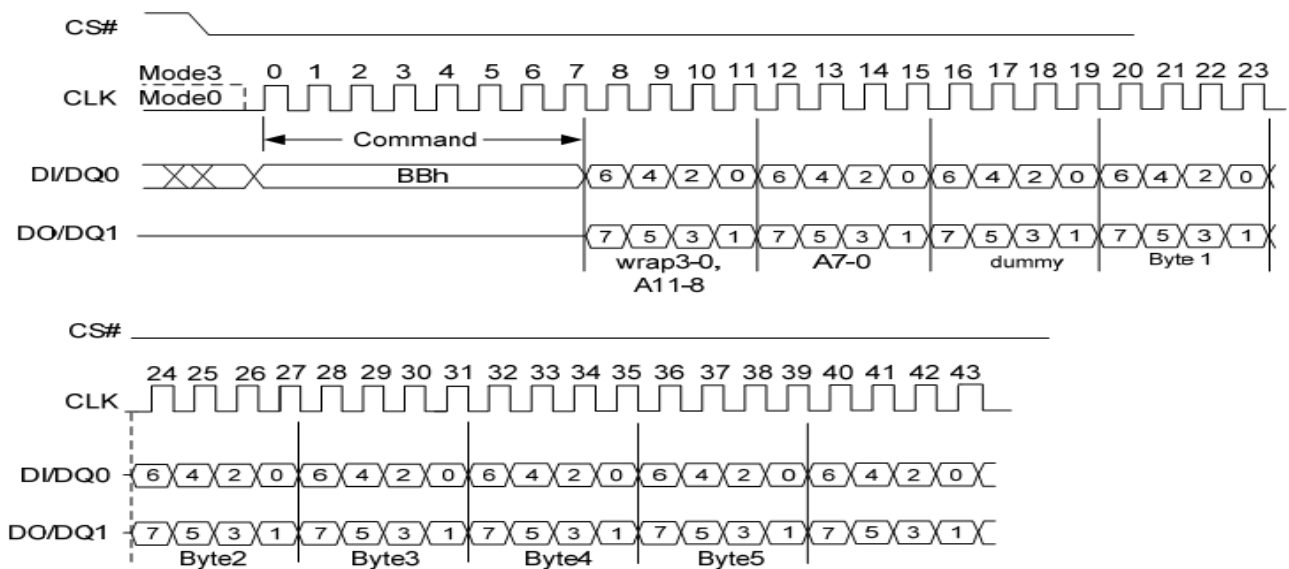 CS#
Mode3 0 1 2 3 4 5 6 7 8 9 10 11 12 13 14 15 16 17 18 19 20 21 22 23
CLK Mode0
Command
DI/DQ0 BBh 6 4 2 0 6 4 2 0 6 4 2 0 6 4 2 0
DO/DQ1 7 5 3 1 7 5 3 1 7 5 3 1 7 5 3 1
wrap3-0, A7-0 dummy Byte 1
A11-8
CS#
24 25 26 27 28 29 30 31 32 33 34 35 36 37 38 39 40 41 42 43
CLK
DI/DQ0 6 4 2 0 6 4 2 0 6 4 2 0 6 4 2 0 6 4 2 0
DO/DQ1 7 5 3 1 7 5 3 1 7 5 3 1 7 5 3 1 7 5 3 1
Byte2 Byte3 Byte4 Byte5